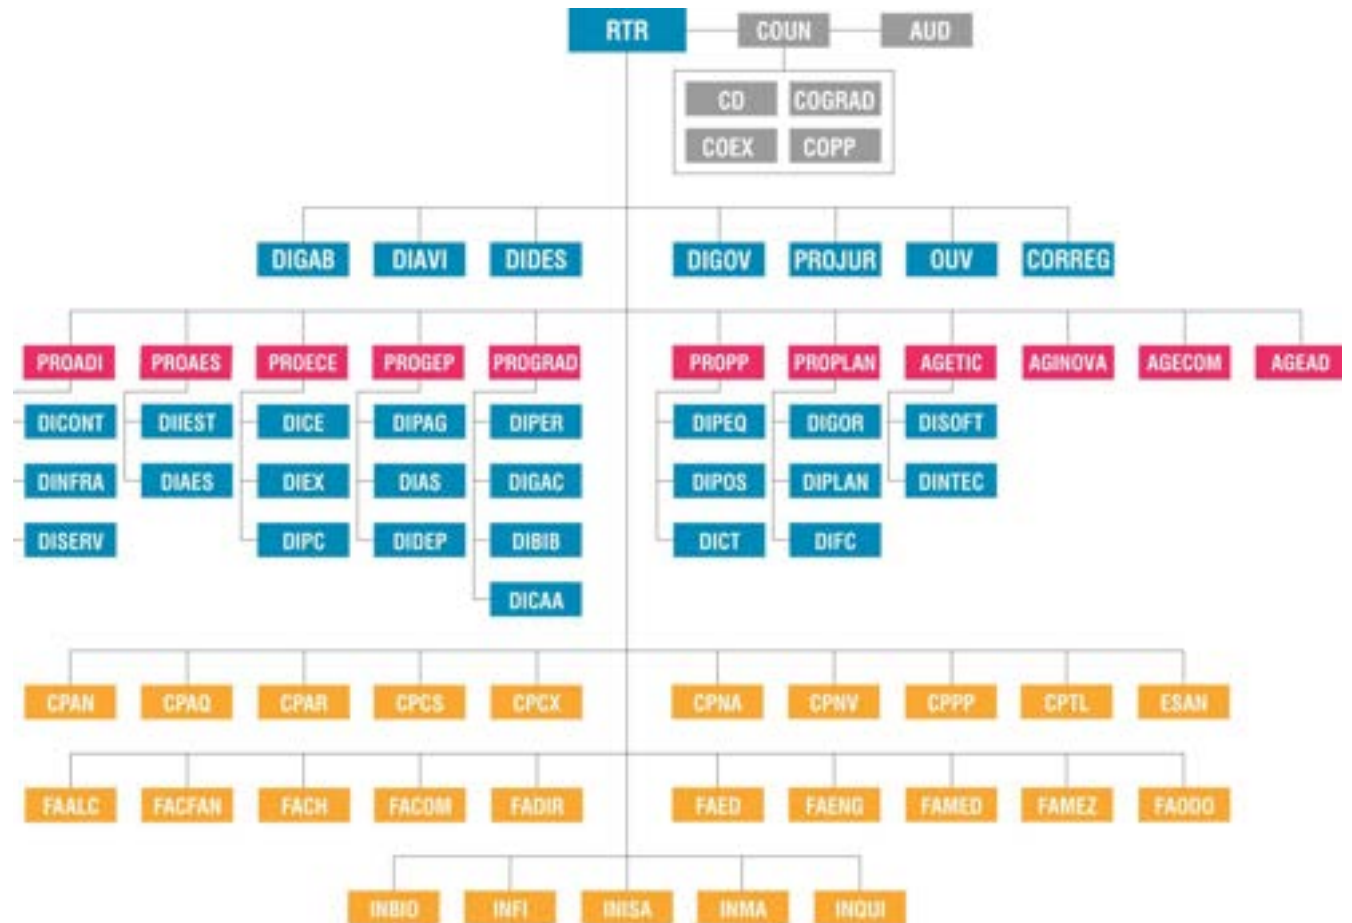 RTR COUN AUD
CD COGRAD
COEX COPP
DIGAB DIAVI DIDES DIGOV PROJUR OUV CORREG
PROADI PROAES PROECE PROGEP PROGRAD PROPP PROPLAN AGETIC AGINOVA AGECOM AGEAD
DICONT DIIEST DICE DIPAG DIPER DIPEQ DIGOR DISOFT
DINFRA DIAES DIEX DIAS DIGAC DIPOS DIPLAN DINTEC
DISERV DIPC DIDEP DIBIB DICT DIFC
DICAA
CPAN CPAQ CPAR CPCS CPCX CPNA CPNV CPPP CPTL ESAN
FAALC FACFAN FACH FACOM FADIR FAED FAENG FAMED FAMEZ FAODO
INBIO INFI INISA INMA INQUI